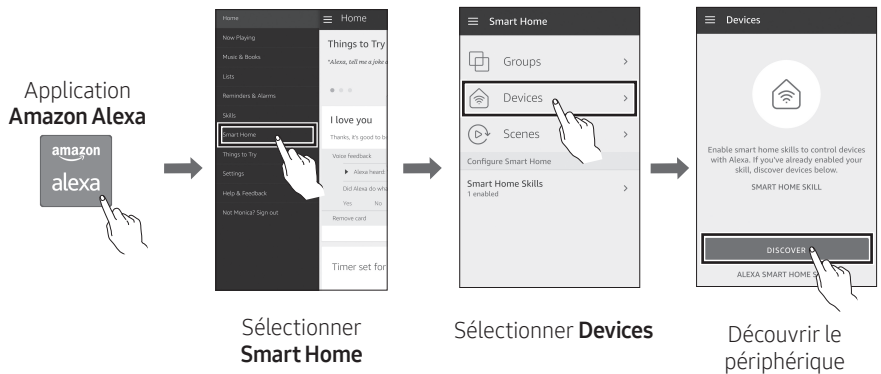 Application
Amazon Alexa
amazon
alexa
Home
Now Playing
Music & Books
Lists
Reminders & Alarms
Skills
Smart Home
Things to Try
Settings
Help & Feedback
Not Monica? Sign out
Home
Things to Try
"Alexa, tell me a joke
I love you
Thanks, it's good to
Voice feedback
Alexa heard
Did Alexa do
Yes No
Remove card
Timer set for
Sélectionner
Smart Home
Smart Home
Groups
Devices
Scenes
Configure Smart Home
Smart Home Skills
1 enabled
Sélectionner Devices
Devices
Enable smart home skills to control devices
with Alexa. If you've already enabled your
skill, discover devices below.
SMART HOME SKILL
DISCOVER
ALEXA SMART HOME
Découvrir le
périphérique